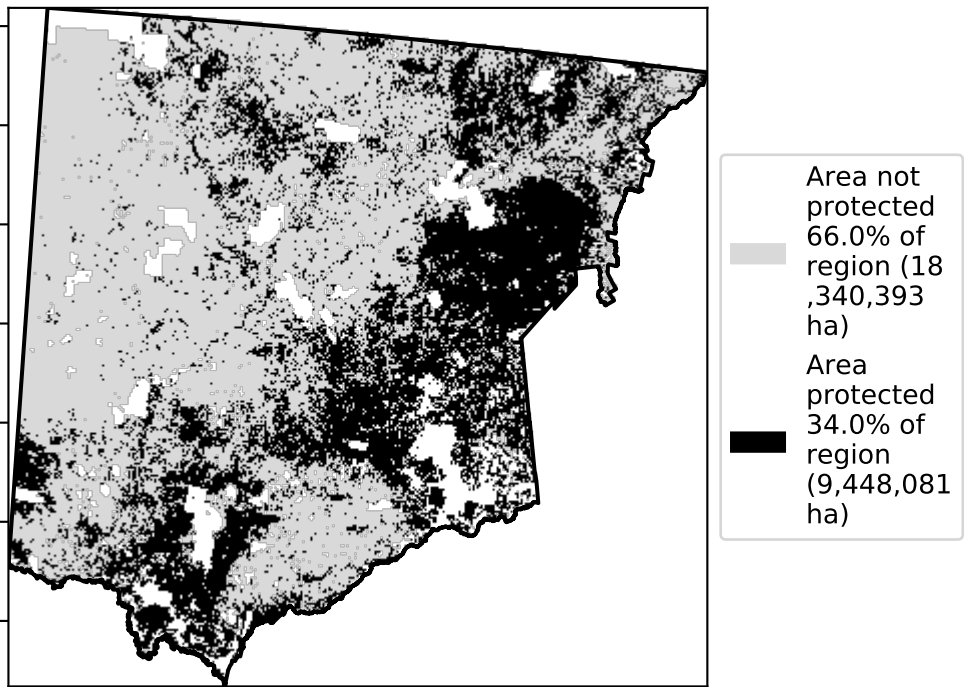 Area not
protected
66.0% of
region (18
,340,393
ha)
Area
protected
34.0% of
region
(9,448,081
ha)